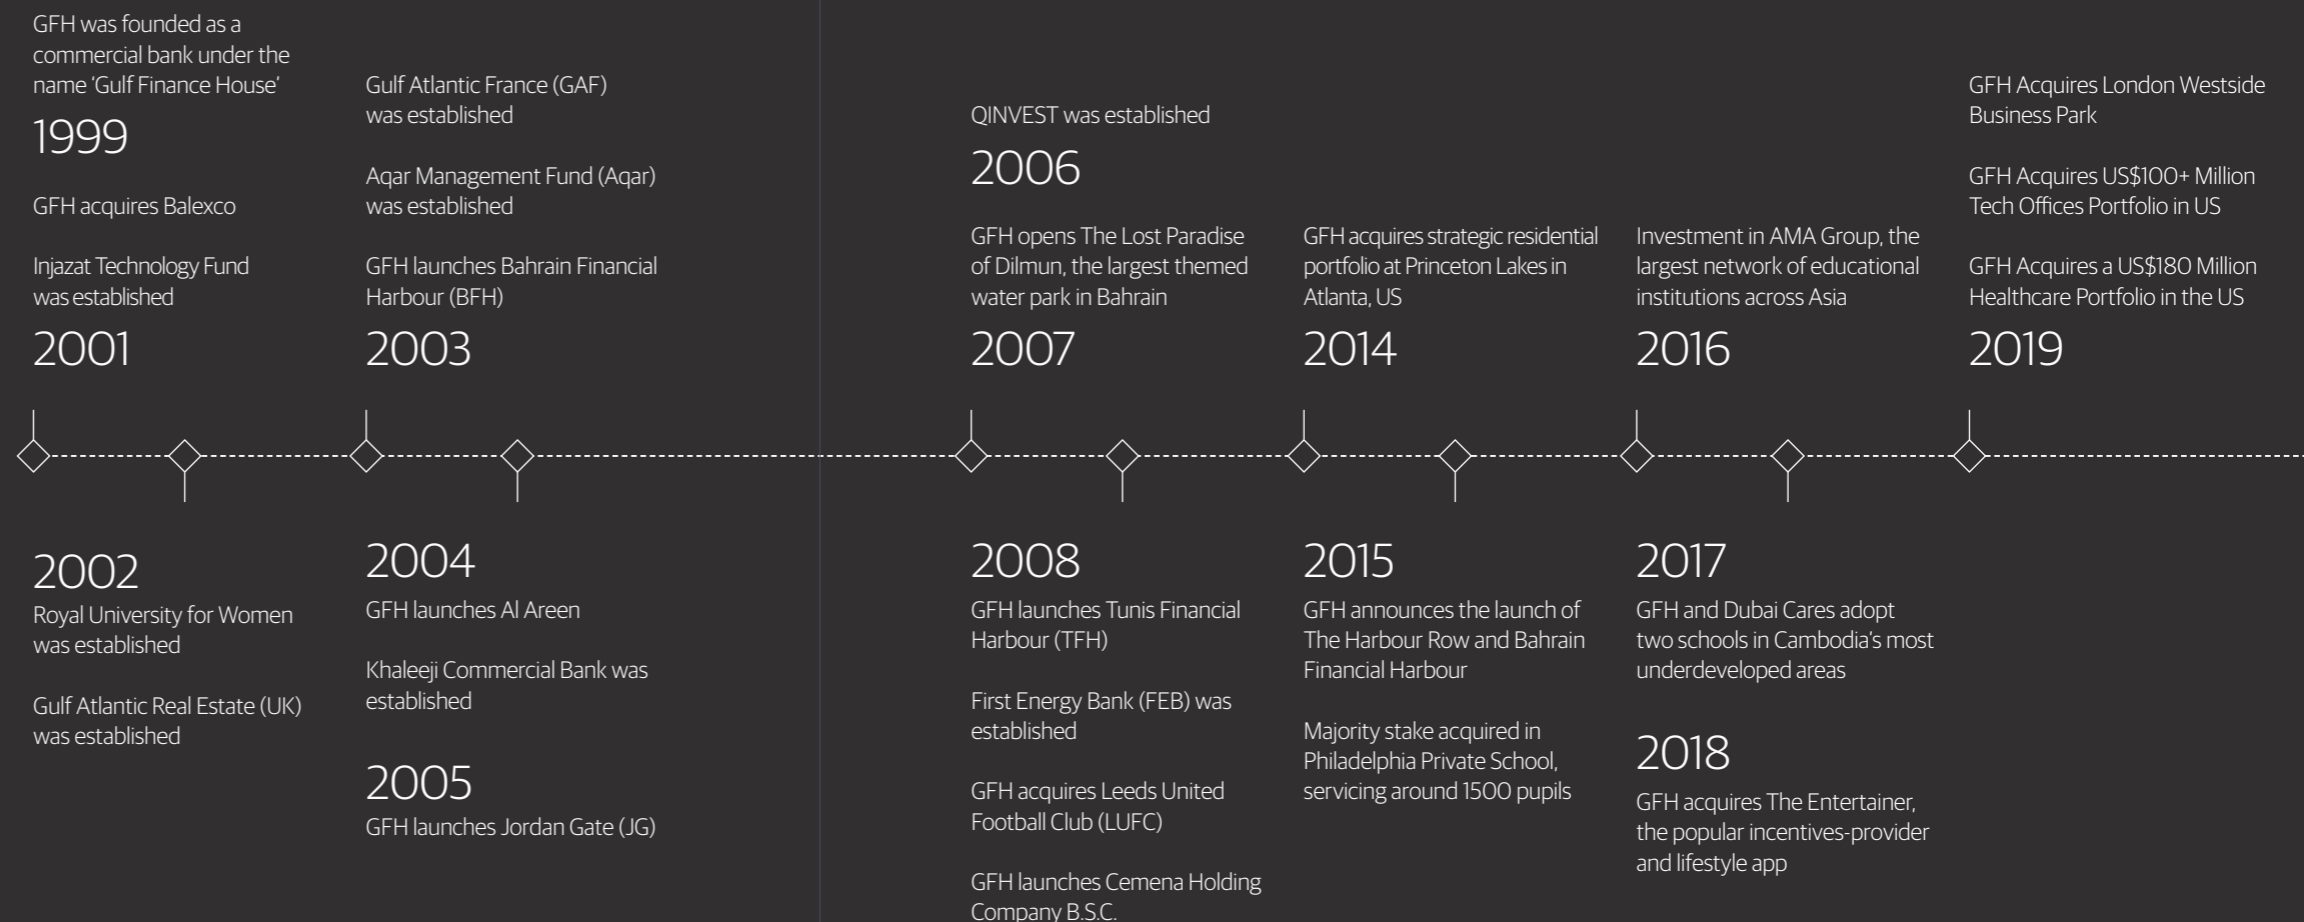 GFH was founded as a
commercial bank under the
name ‘Gulf Finance House’
1999
GFH acquires Balexco
Injazat Technology Fund
was established
2001
Gulf Atlantic France (GAF)
was established
Aqar Management Fund (Aqar)
was established
GFH launches Bahrain Financial
Harbour (BFH)
2003
QINVEST was established
2006
GFH opens The Lost Paradise
of Dilmun, the largest themed
water park in Bahrain
2007
GFH acquires strategic residential
portfolio at Princeton Lakes in
Atlanta, US
2014
Investment in AMA Group, the
largest network of educational
institutions across Asia
2016
GFH Acquires London Westside
Business Park
GFH Acquires US$100+ Million
Tech Offices Portfolio in US
GFH Acquires a US$180 Million
Healthcare Portfolio in the US
2019
2002
Royal University for Women
was established
Gulf Atlantic Real Estate (UK)
was established
2004
GFH launches Al Areen
Khaleeji Commercial Bank was
established
2005
GFH launches Jordan Gate (JG)
2008
GFH launches Tunis Financial
Harbour (TFH)
First Energy Bank (FEB) was
established
GFH acquires Leeds United
Football Club (LUFC)
GFH launches Cemena Holding
Company B.S.C.
2015
GFH announces the launch of
The Harbour Row and Bahrain
Financial Harbour
Majority stake acquired in
Philadelphia Private School,
servicing around 1500 pupils
2017
GFH and Dubai Cares adopt
two schools in Cambodia’s most
underdeveloped areas
2018
GFH acquires The Entertainer,
the popular incentives-provider
and lifestyle app